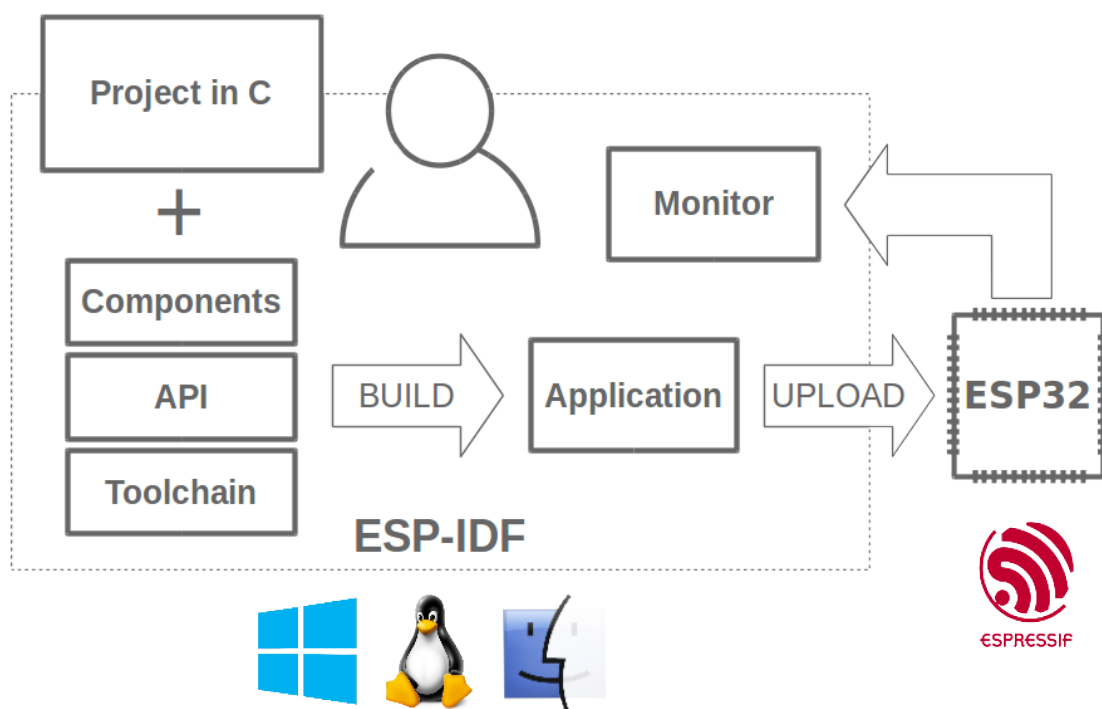 Project in C
+
Components
API
Toolchain
BUILD
Application
UPLOAD
Monitor
ESP32
ESP-IDF
ESPRESSIF